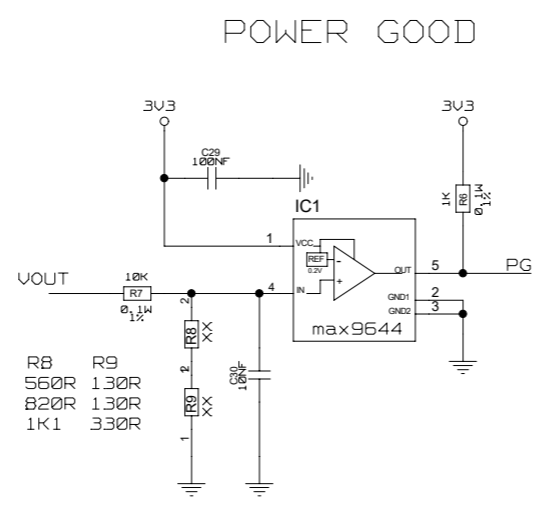 POWER GOOD
3V3
3V3
C29
100NF
IC1
1K
R6
0.1W
1%
1
VCC
REF
0.2V
-
+
OUT
5
PG
VOUT
10K
R7
0.1W
1%
4
IN
GND1
2
GND2
3
max9644
2
R8
XX
1
2
R9
XX
1
C30
10NF
R8 R9
560R 130R
820R 130R
1K1 330R